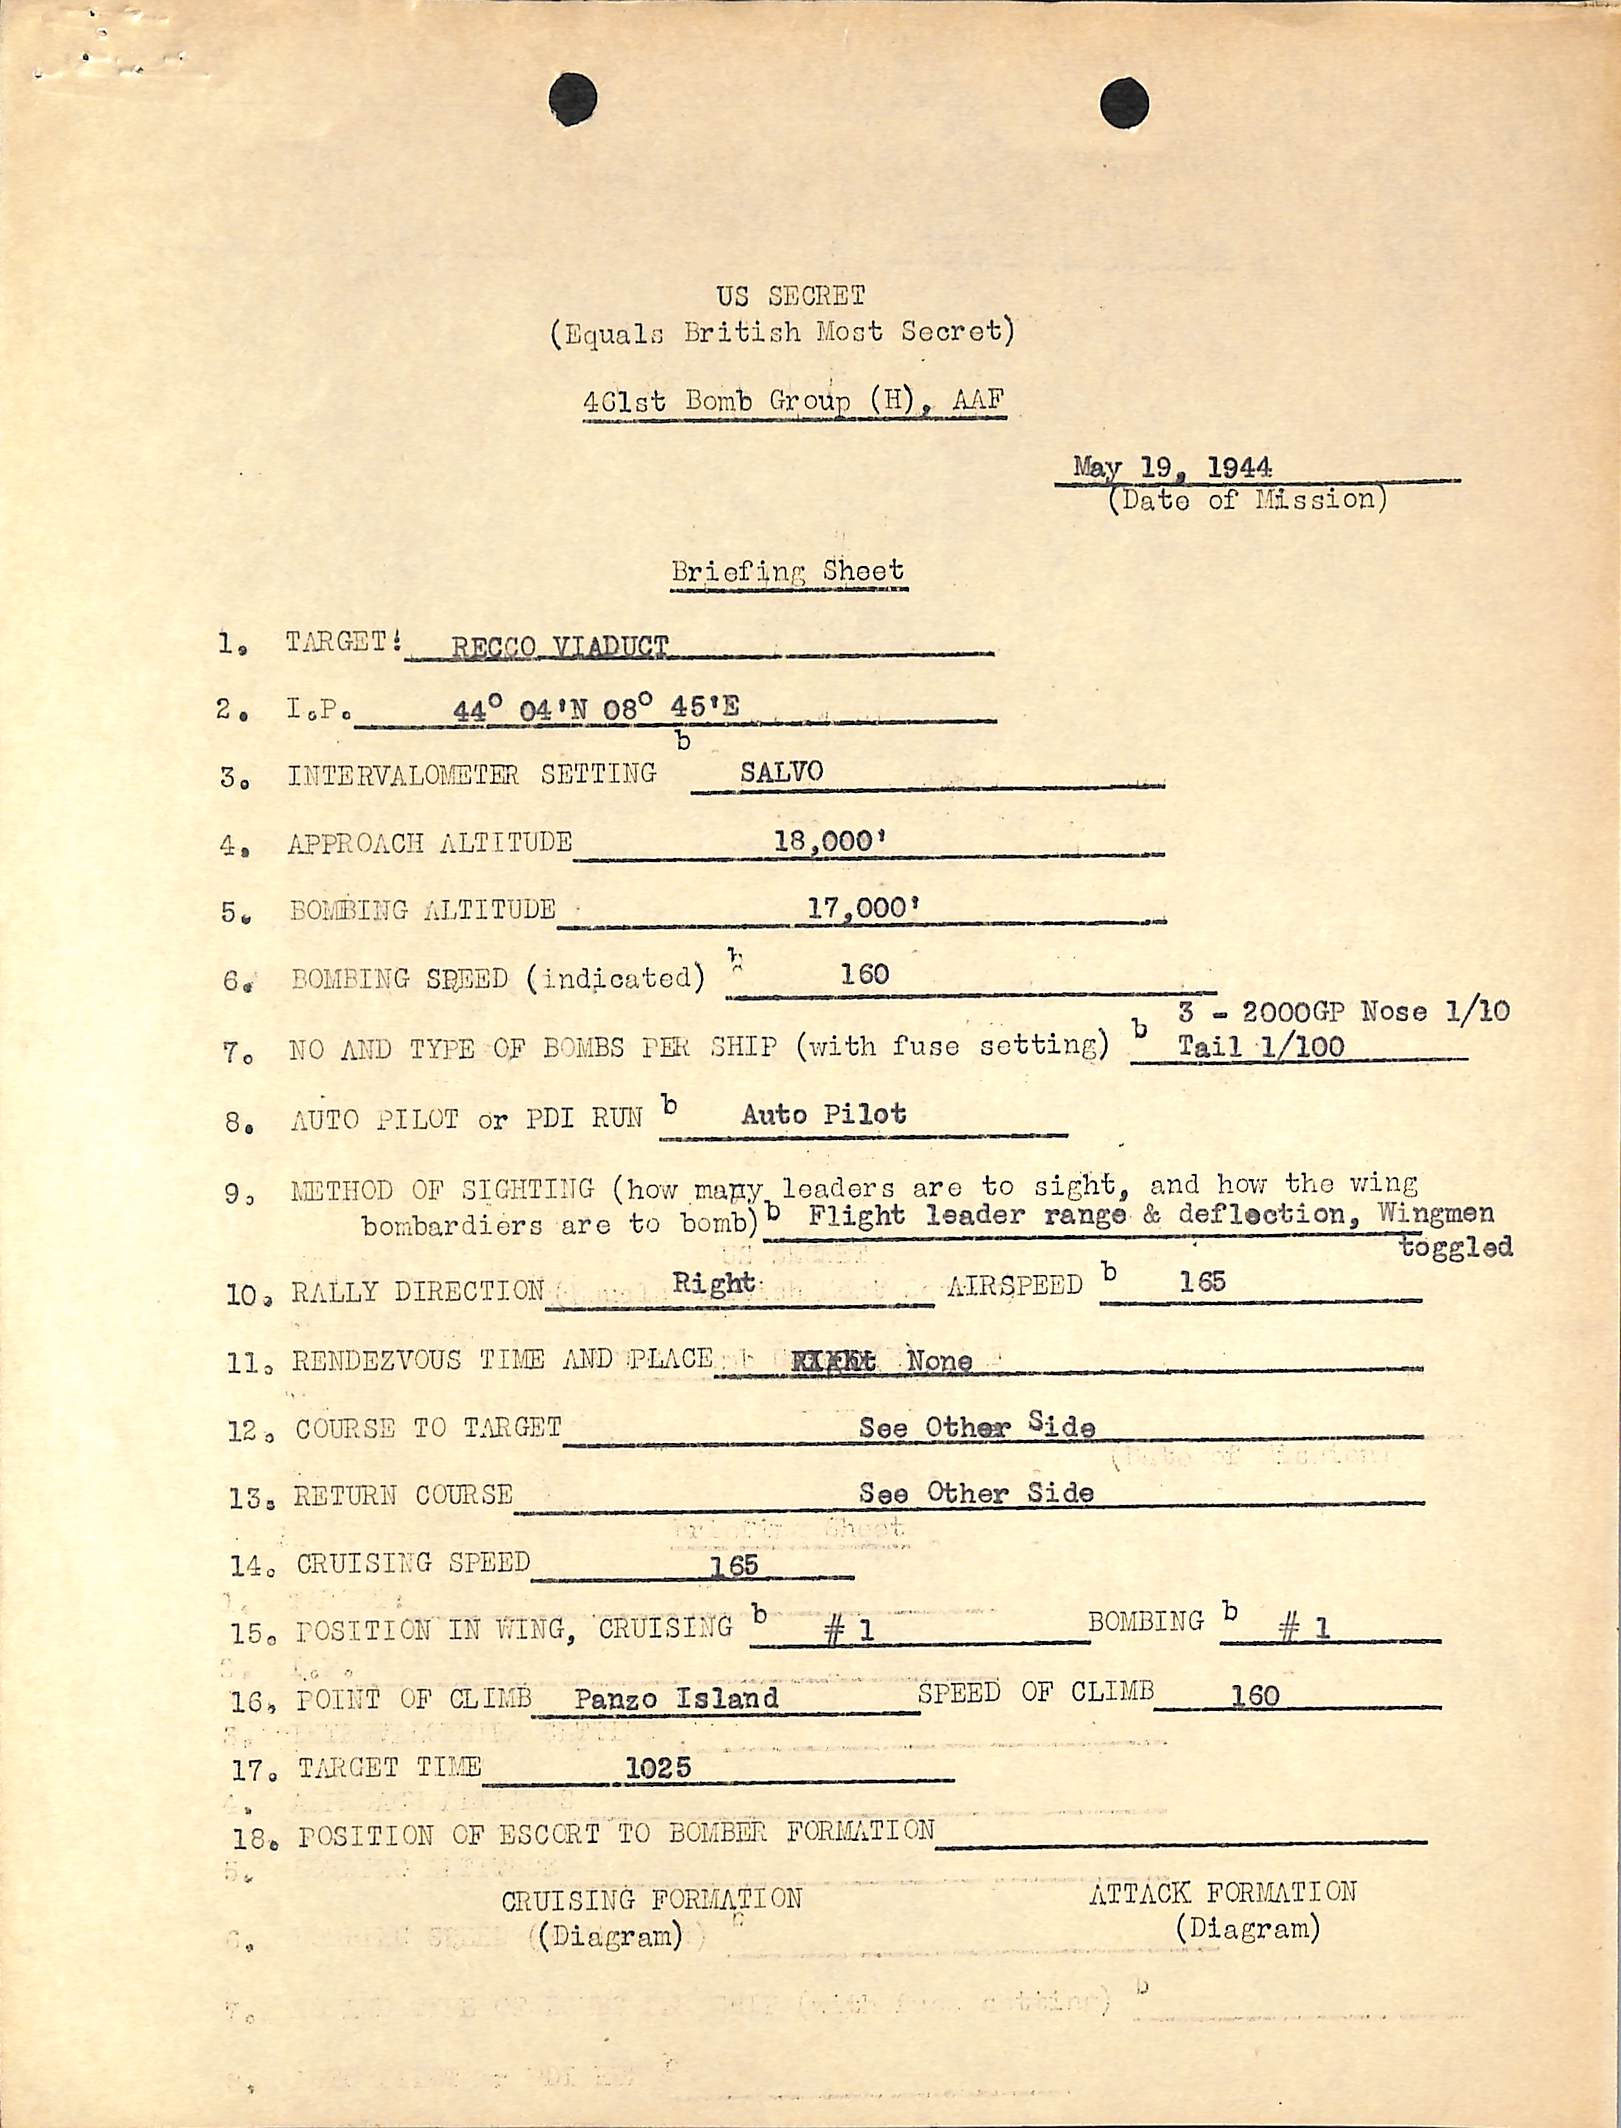 US SECRET
(Equals British Most Secret)
461st Bomb Group (H), AAF
May 19, 1944
(Date of Mission)
Briefing Sheet
1. TARGET: RECCO VIADUCT
2. I.P. 44° 04'N 08° 45'E
3. INTERVALOMETER SETTING b SALVO
4. APPROACH ALTITUDE 18,000'
5. BOMBING ALTITUDE 17,000'
6. BOMBING SPEED (indicated) b 160
3 - 2000GP Nose 1/10
7. NO AND TYPE OF BOMBS PER SHIP (with fuse setting) b Tail 1/100
8. AUTO PILOT or PDI RUN b Auto Pilot
9. METHOD OF SIGHTING (how many leaders are to sight, and how the wing
bombardiers are to bomb) b Flight leader range & deflection, Wingmen
toggled
10. RALLY DIRECTION Right AIRSPEED b 165
11. RENDEZVOUS TIME AND PLACE None
12. COURSE TO TARGET See Other Side
13. RETURN COURSE See Other Side
14. CRUISING SPEED 165
15. POSITION IN WING, CRUISING b # 1 BOMBING b # 1
16. POINT OF CLIMB Panzo Island SPEED OF CLIMB 160
17. TARGET TIME 1025
18. POSITION OF ESCORT TO BOMBER FORMATION
CRUISING FORMATION ATTACK FORMATION
(Diagram) (Diagram)